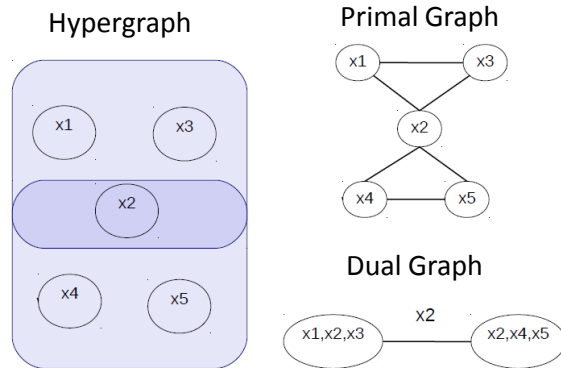 Hypergraph
x1
x3
x2
x4
x5
Primal Graph
x1
x3
x2
x4
x5
Dual Graph
x2
x1,x2,x3
x2,x4,x5